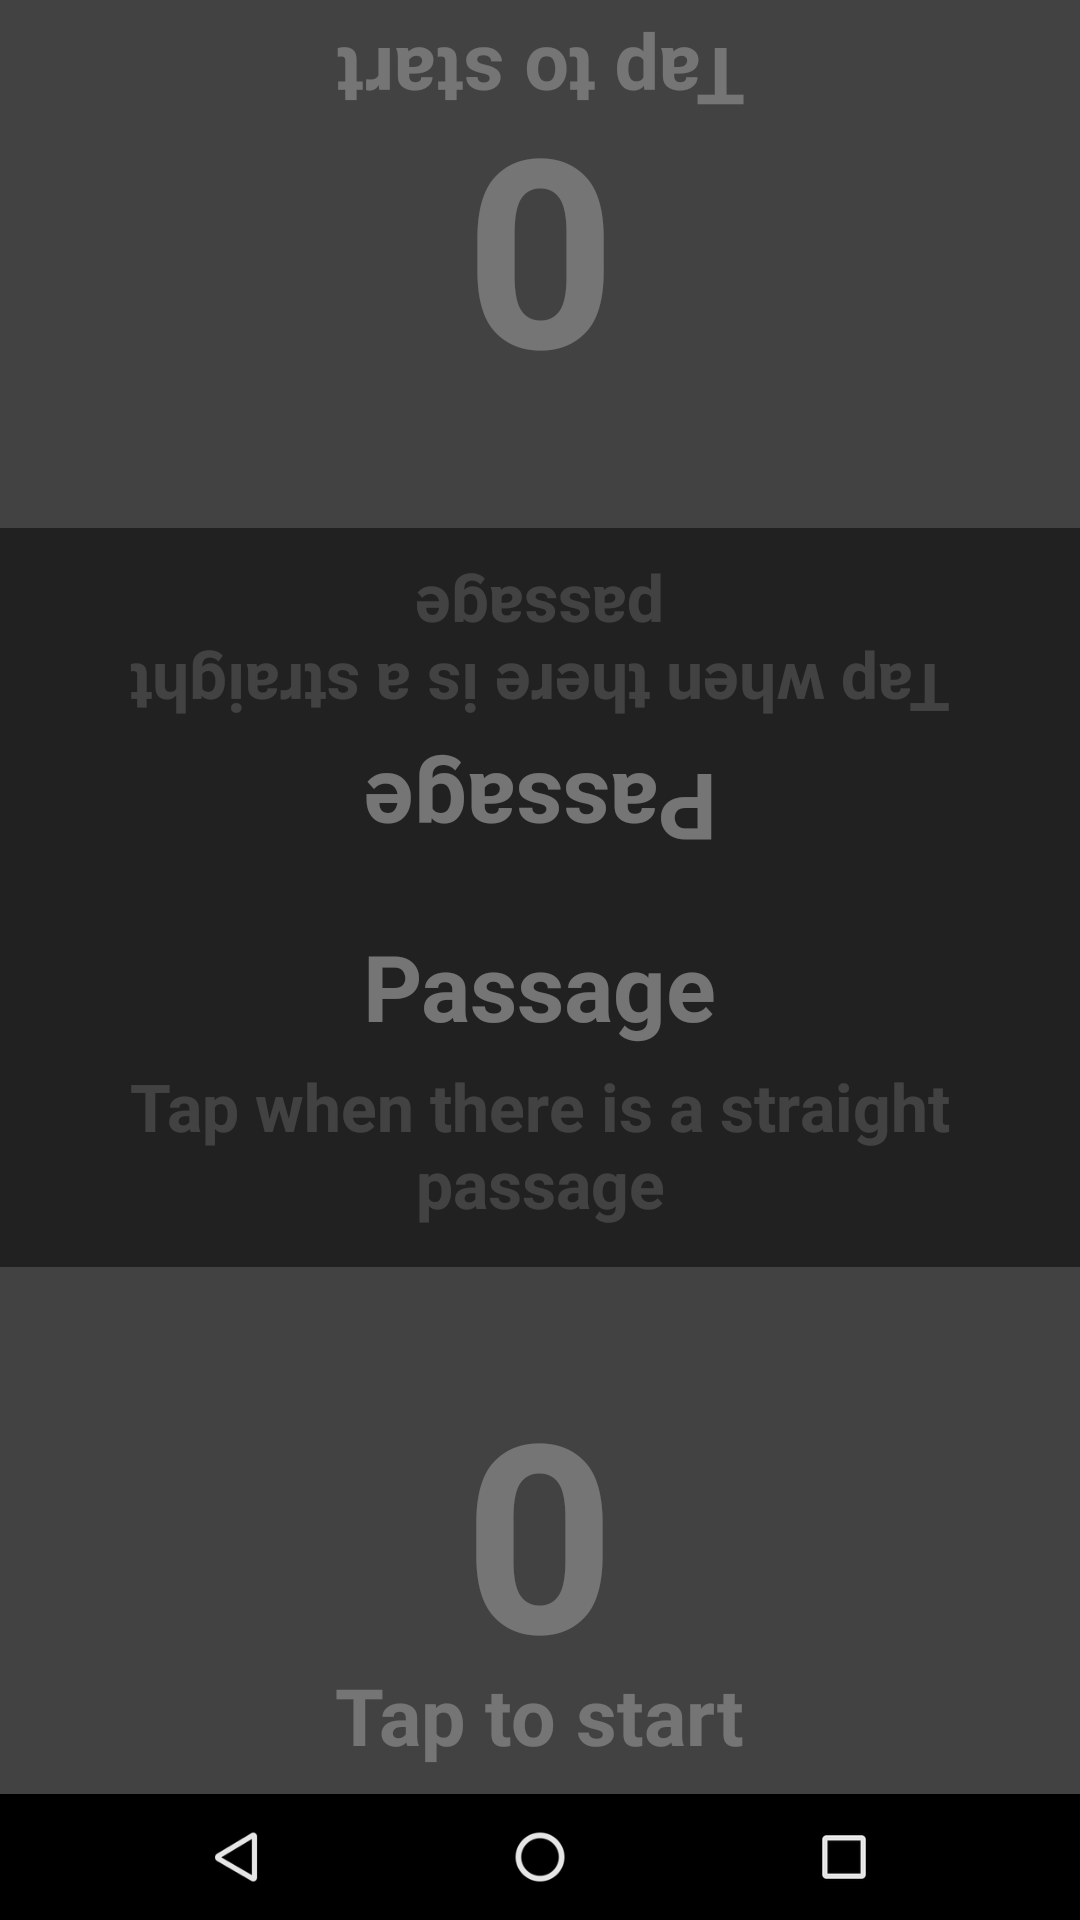 Tap to start
0
Tap when there is a straight
passage
Passage
Passage
Tap when there is a straight
passage
0
Tap to start